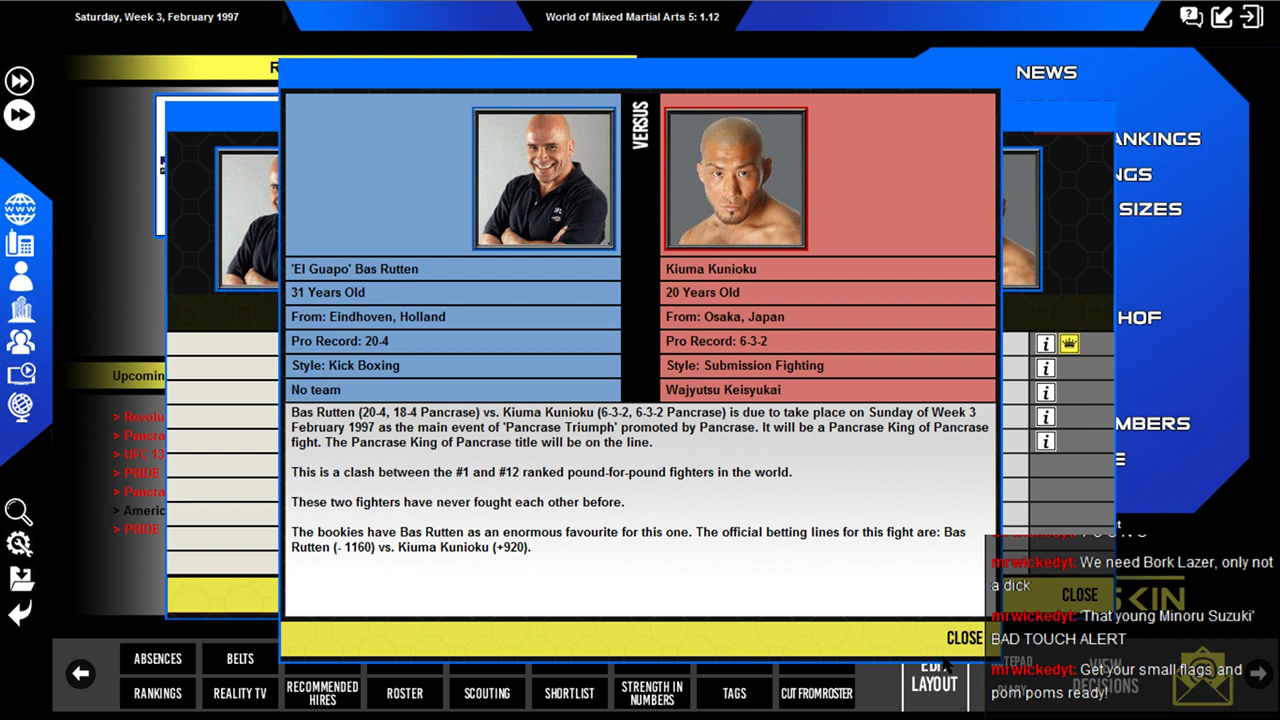 Saturday, Week 3, February 1997
World of Mixed Martial Arts 5: 1.12
NEWS
ANKINGS
NGS
SIZES
HOF
MBERS
VERSUS
'El Guapo' Bas Rutten
Kiuma Kunioku
31 Years Old
20 Years Old
From: Eindhoven, Holland
From: Osaka, Japan
Pro Record: 20-4
Pro Record: 6-3-2
Style: Kick Boxing
Style: Submission Fighting
No team
Wajyutsu Keisyukai
Bas Rutten (20-4, 18-4 Pancrase) vs. Kiuma Kunioku (6-3-2, 6-3-2 Pancrase) is due to take place on Sunday of Week 3
February 1997 as the main event of 'Pancrase Triumph' promoted by Pancrase. It will be a Pancrase King of Pancrase
fight. The Pancrase King of Pancrase title will be on the line.
This is a clash between the #1 and #12 ranked pound-for-pound fighters in the world.
These two fighters have never fought each other before.
The bookies have Bas Rutten as an enormous favourite for this one. The official betting lines for this fight are: Bas
Rutten (- 1160) vs. Kiuma Kunioku (+920).
CLOSE
Upcomin
> Revolu
> Pancra
> UFC 13
> PRIDE
> Pancra
> Americ
> PRIDE
mrwickedyt: We need Bork Lazer, only not
a dick
CLOSE
SKIN
mrwickedyt: 'That young Minoru Suzuki'
BAD TOUCH ALERT
mrwickedyt: Get your small flags and
pom poms ready!
ABSENCES
BELTS
RANKINGS
REALITY TV
RECOMMENDED
HIRES
ROSTER
SCOUTING
SHORTLIST
STRENGTH IN
NUMBERS
TAGS
CUT FROM ROSTER
EDIT
LAYOUT
VIEW
DECISIONS